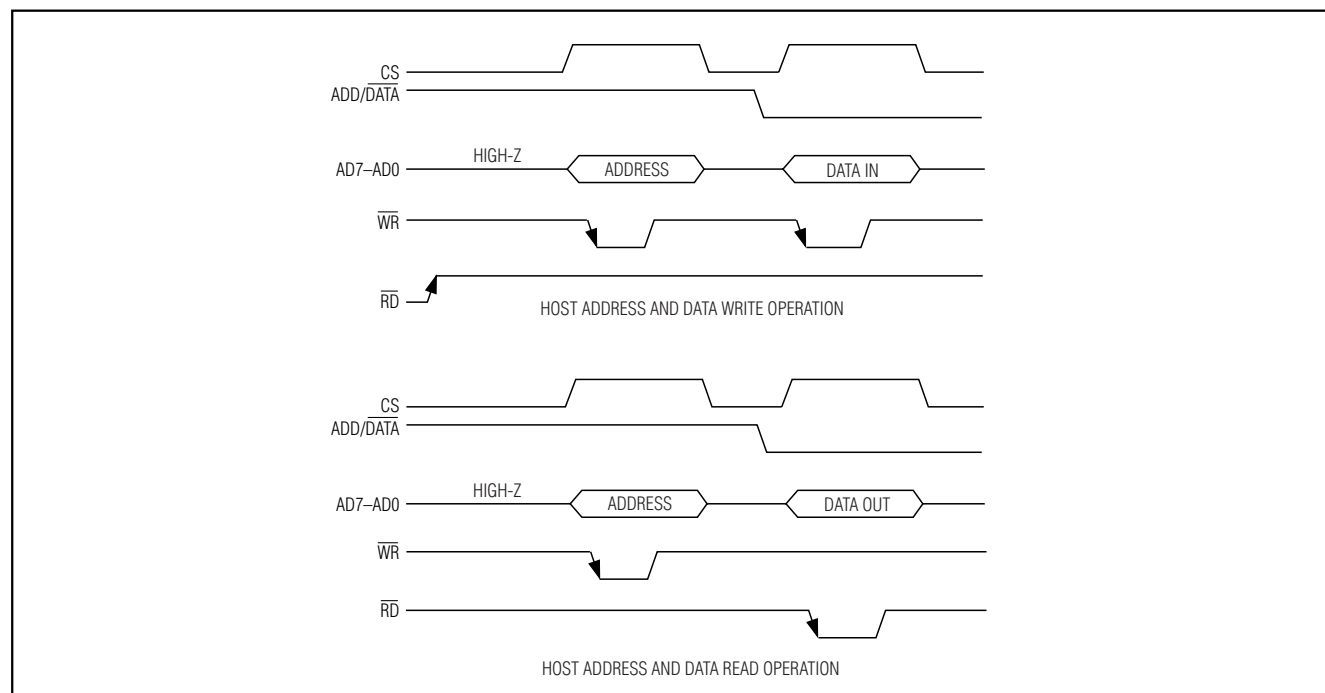 CS
ADD/DATA
AD7–AD0
HIGH-Z
ADDRESS
DATA IN
WR
RD
HOST ADDRESS AND DATA WRITE OPERATION
CS
ADD/DATA
AD7–AD0
HIGH-Z
ADDRESS
DATA OUT
WR
RD
HOST ADDRESS AND DATA READ OPERATION